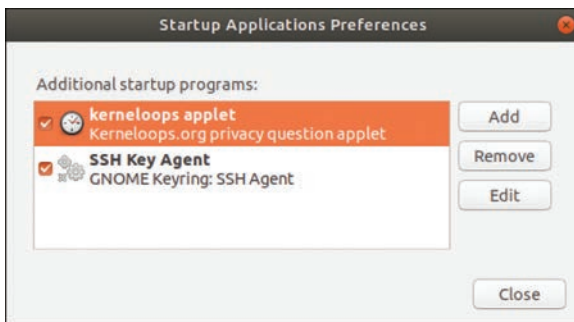 Startup Applications Preferences
Additional startup programs:
kerneloops applet
Kerneloops.org privacy question applet
SSH Key Agent
GNOME Keyring: SSH Agent
Add
Remove
Edit
Close